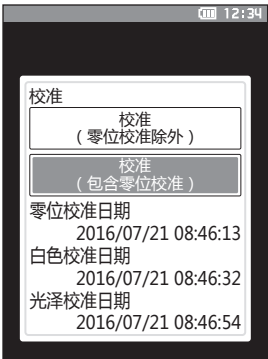 12:34
校准
校准
（零位校准除外）
校准
（包含零位校准）
零位校准日期
2016/07/21 08:46:13
白色校准日期
2016/07/21 08:46:32
光泽校准日期
2016/07/21 08:46:54